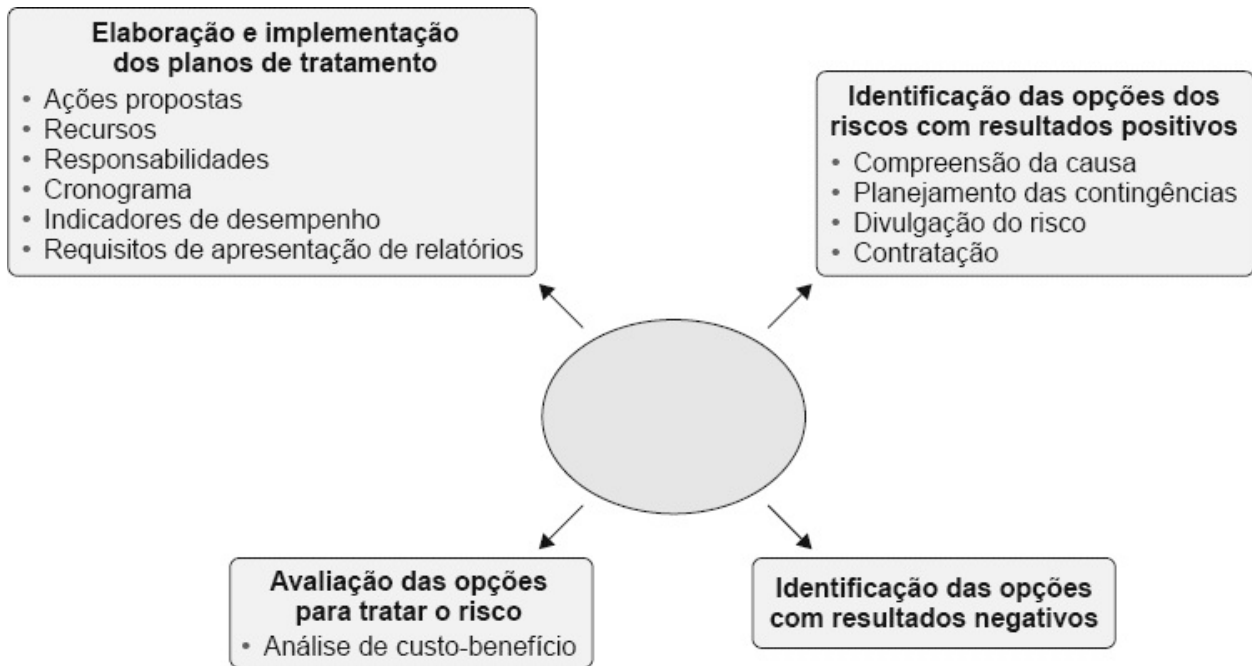 Elaboração e implementação
dos planos de tratamento
• Ações propostas
• Recursos
• Responsabilidades
• Cronograma
• Indicadores de desempenho
• Requisitos de apresentação de relatórios
Identificação das opções dos
riscos com resultados positivos
• Compreensão da causa
• Planejamento das contingências
• Divulgação do risco
• Contratação
Avaliação das opções
para tratar o risco
• Análise de custo-benefício
Identificação das opções
com resultados negativos